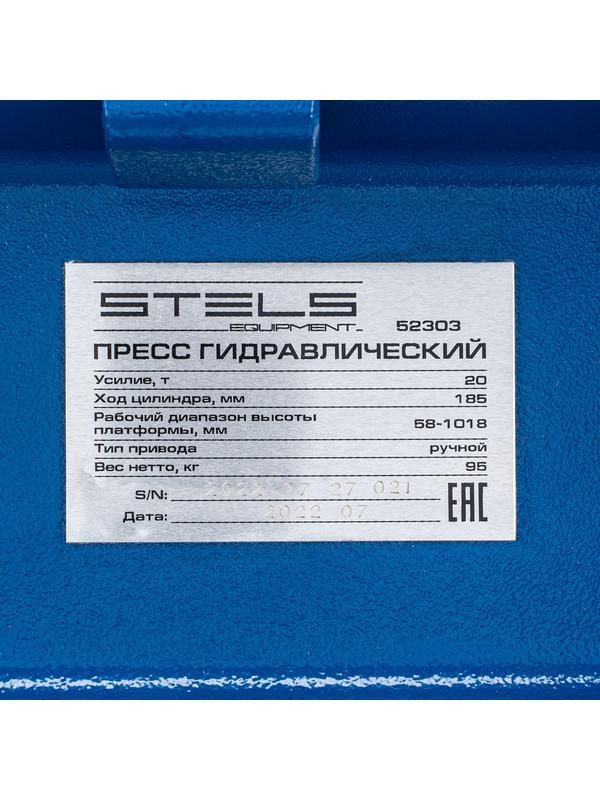 STELS
EQUIPMENT 52303
ПРЕСС ГИДРАВЛИЧЕСКИЙ
Усилие, т 20
Ход цилиндра, мм 185
Рабочий диапазон высоты
платформы, мм 58-1018
Тип привода ручной
Вес нетто, кг 95
S/N: 2022 07 27 021
Дата: 2022 07
EAC